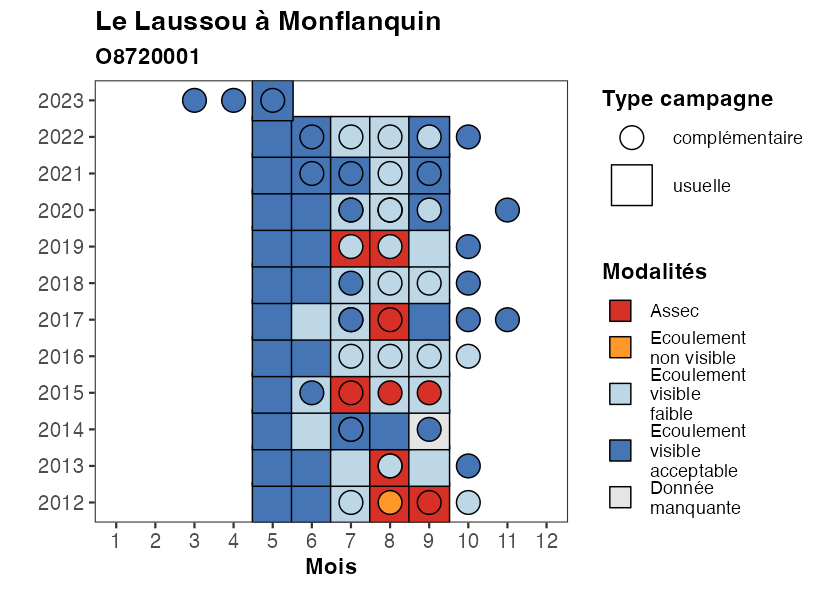 Le Laussou à Monflanquin
O8720001
2023
2022
2021
2020
2019
2018
2017
2016
2015
2014
2013
2012
1 2 3 4 5 6 7 8 9 10 11 12
Mois
Type campagne
complémentaire
usuelle
Modalités
Assec
Ecoulement
non visible
Ecoulement
visible
faible
Ecoulement
visible
acceptable
Donnée
manquante